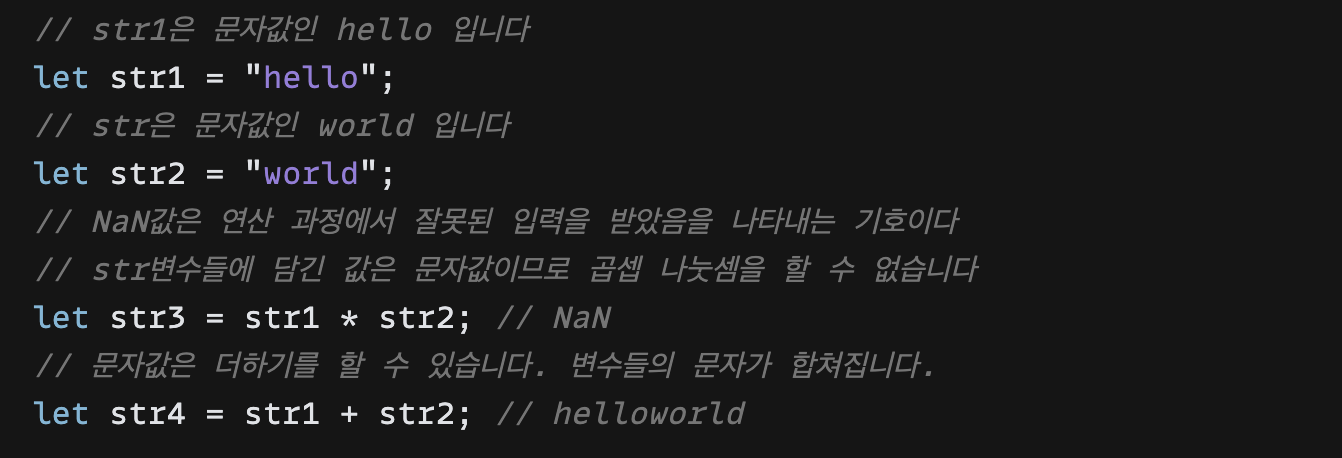 // str1은 문자값인 hello 입니다
let str1 = "hello";
// str은 문자값인 world 입니다
let str2 = "world";
// NaN값은 연산 과정에서 잘못된 입력을 받았음을 나타내는 기호이다
// str변수들에 담긴 값은 문자값이므로 곱셉 나눗셈을 할 수 없습니다
let str3 = str1 * str2; // NaN
// 문자값은 더하기를 할 수 있습니다. 변수들의 문자가 합쳐집니다.
let str4 = str1 + str2; // helloworld